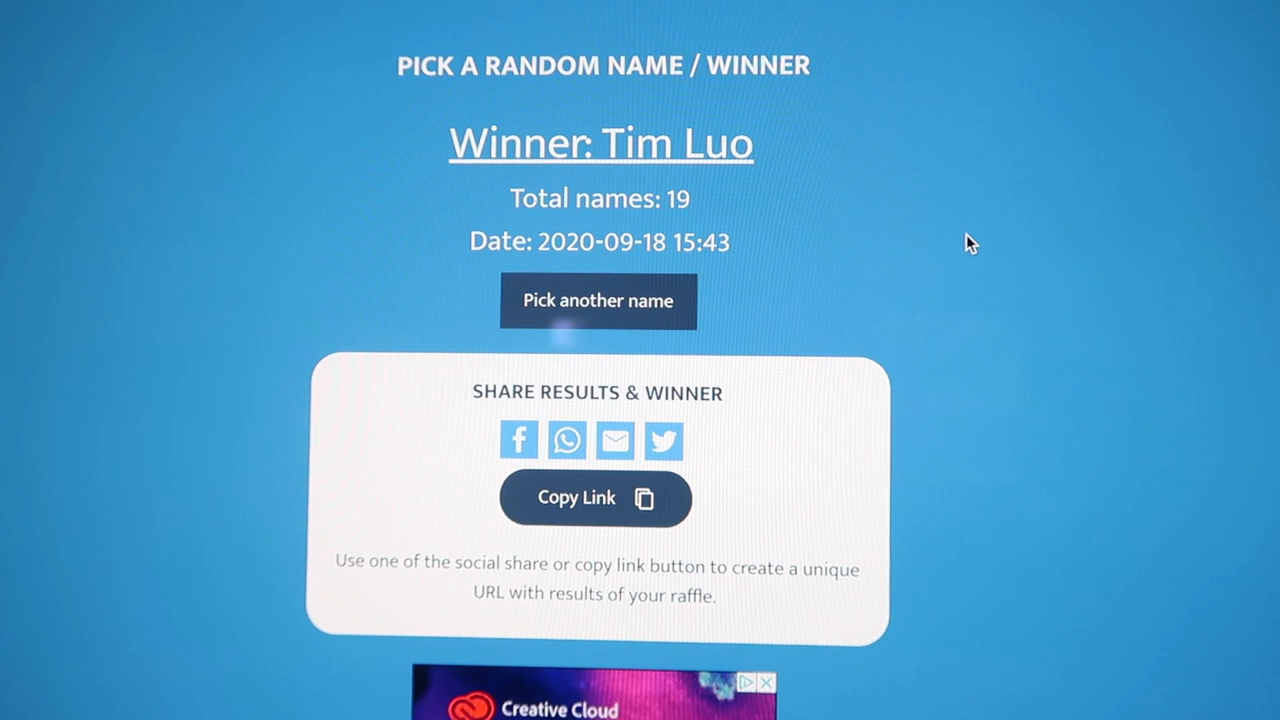 PICK A RANDOM NAME / WINNER
Winner: Tim Luo
Total names: 19
Date: 2020-09-18 15:43
Pick another name
SHARE RESULTS & WINNER
Copy Link
Use one of the social share or copy link button to create a unique
URL with results of your raffle.
Creative Cloud